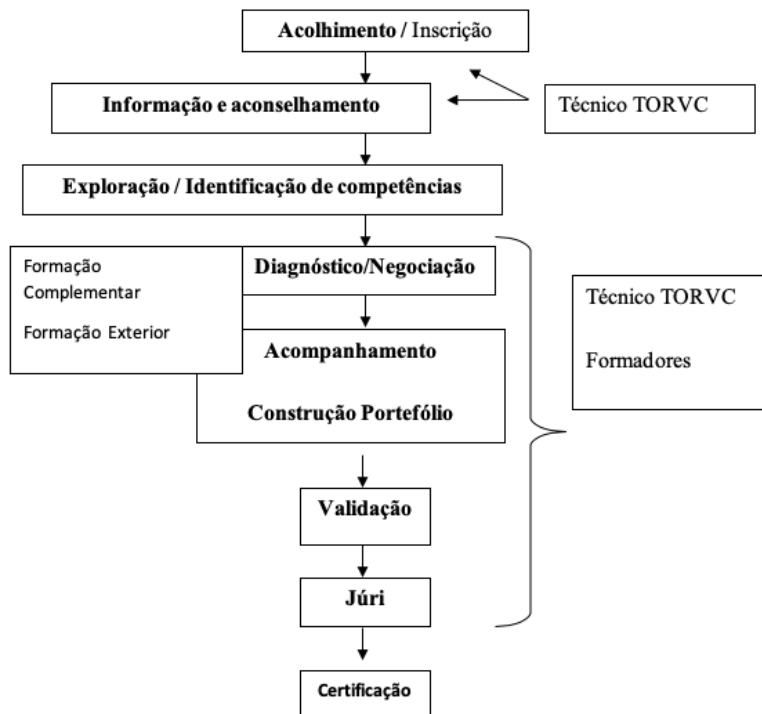 Acolhimento / Inscrição
Informação e aconselhamento
Técnico TORVC
Exploração / Identificação de competências
Formação
Complementar
Formação Exterior
Diagnóstico/Negociação
Acompanhamento
Construção Portefólio
Técnico TORVC
Formadores
Validação
Júri
Certificação